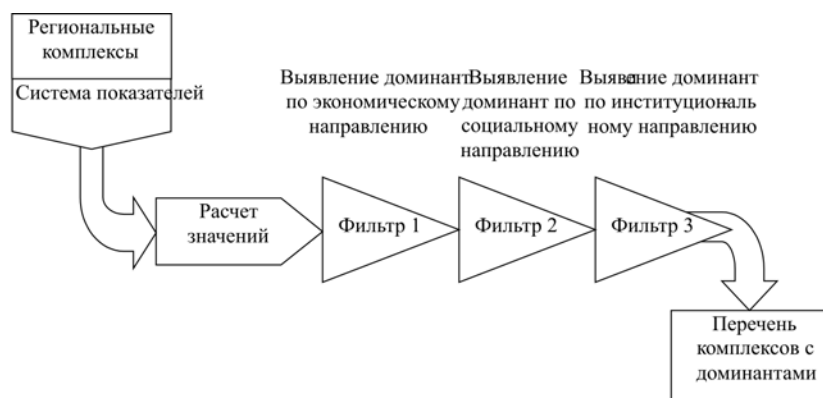 Региональные
комплексы
Система показателей
Выявление доминант
по экономическому
направлению
Выявление
доминант по
социальному
направлению
доминант
по институциональ
ному направлению
Расчет
значений
Фильтр 1
Фильтр 2
Фильтр 3
Перечень
комплексов с
доминантами